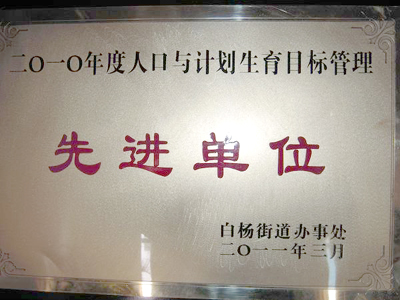 二〇一〇年度人口与计划生育目标管理
先进单位
白杨街道办事处
二〇一一年三月